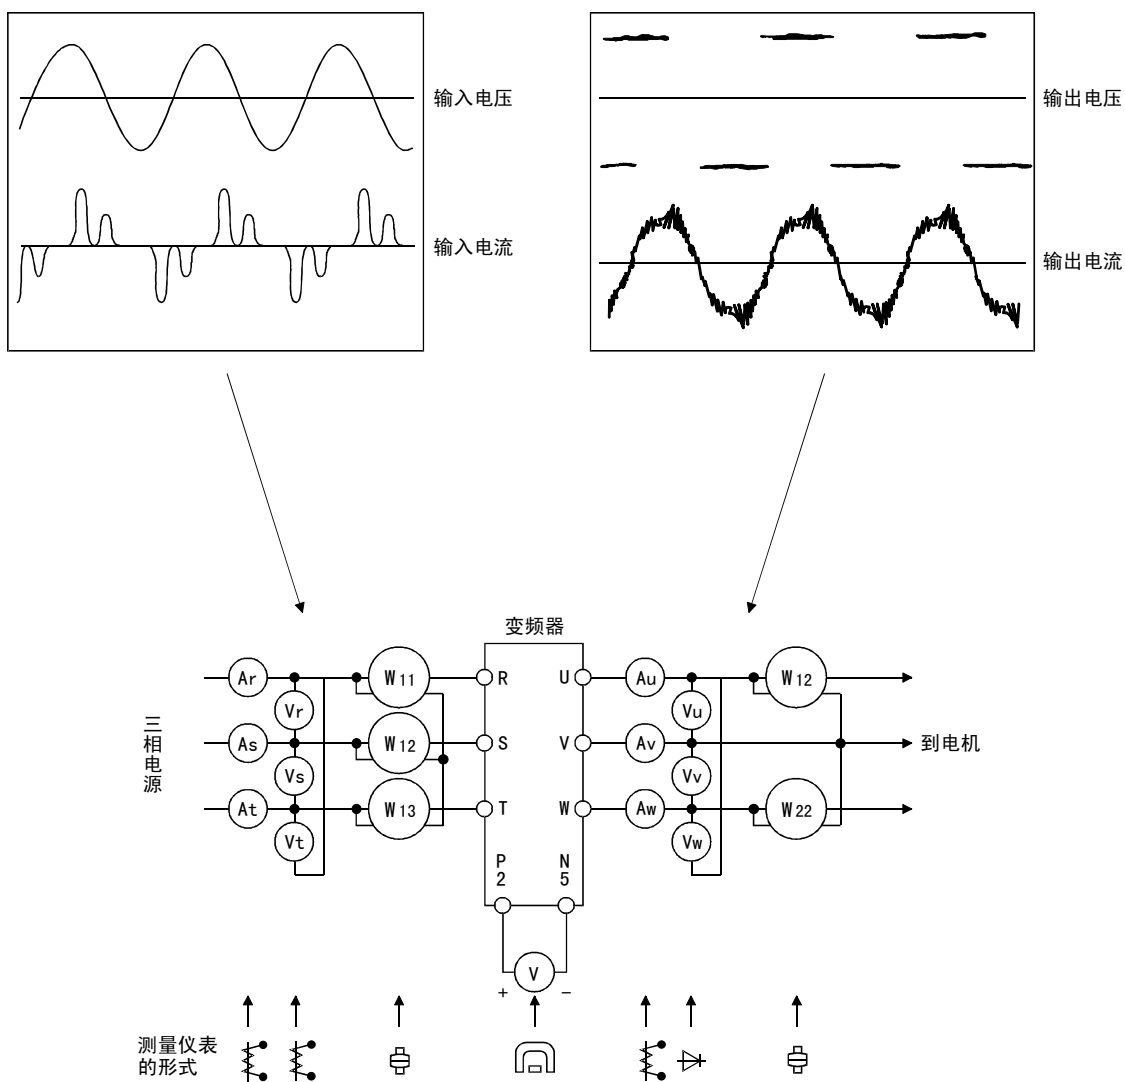 输入电压
输出电压
输入电流
输出电流
变频器
Ar
W11
R
U
Au
W12
Vr
Vu
三相电源
As
W12
S
V
Av
到电机
Vs
Vv
At
W13
T
W
Aw
W22
Vt
Vw
P2
N5
V
+
−
测量仪表
的形式